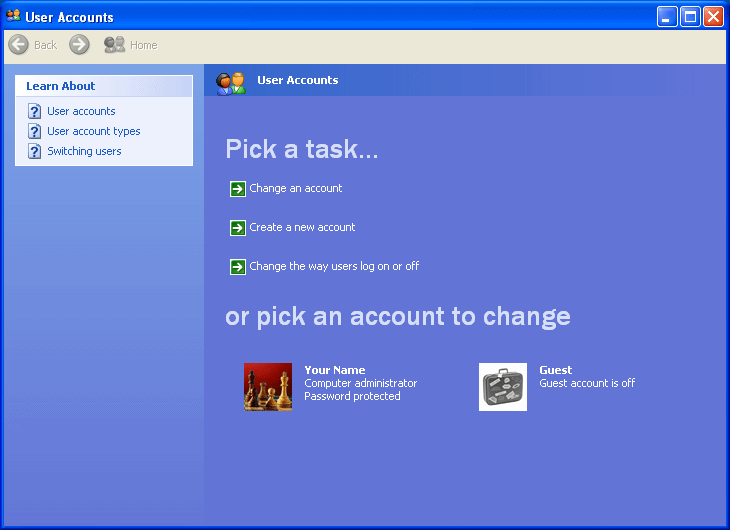 User Accounts
Back
Home
Learn About
User accounts
User account types
Switching users
User Accounts
Pick a task...
Change an account
Create a new account
Change the way users log on or off
or pick an account to change
Your Name
Computer administrator
Password protected
Guest
Guest account is off